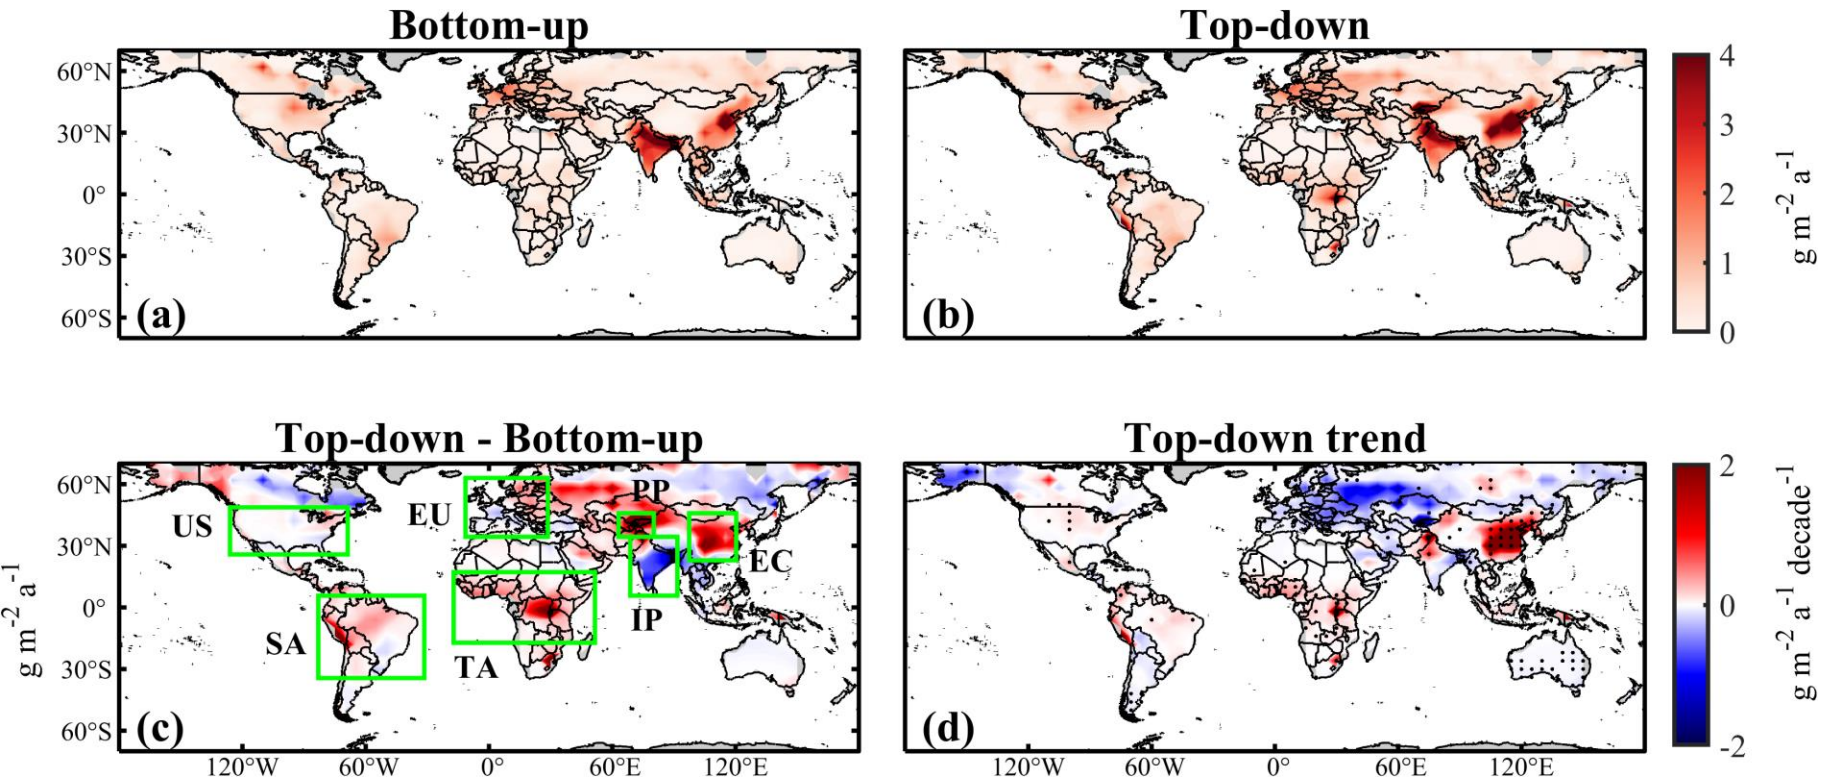 Bottom-up
Top-down
60°N
30°N
0°
30°S
60°S
(a)
(b)
4
3
2
1
0
g m-2 a-1
Top-down - Bottom-up
Top-down trend
60°N
30°N
0°
30°S
60°S
g m-2 a-1
US
EU
PP
EC
IP
SA
TA
(c)
(d)
2
0
-2
g m-2 a-1 decade-1
120°W
60°W
0°
60°E
120°E
120°W
60°W
0°
60°E
120°E